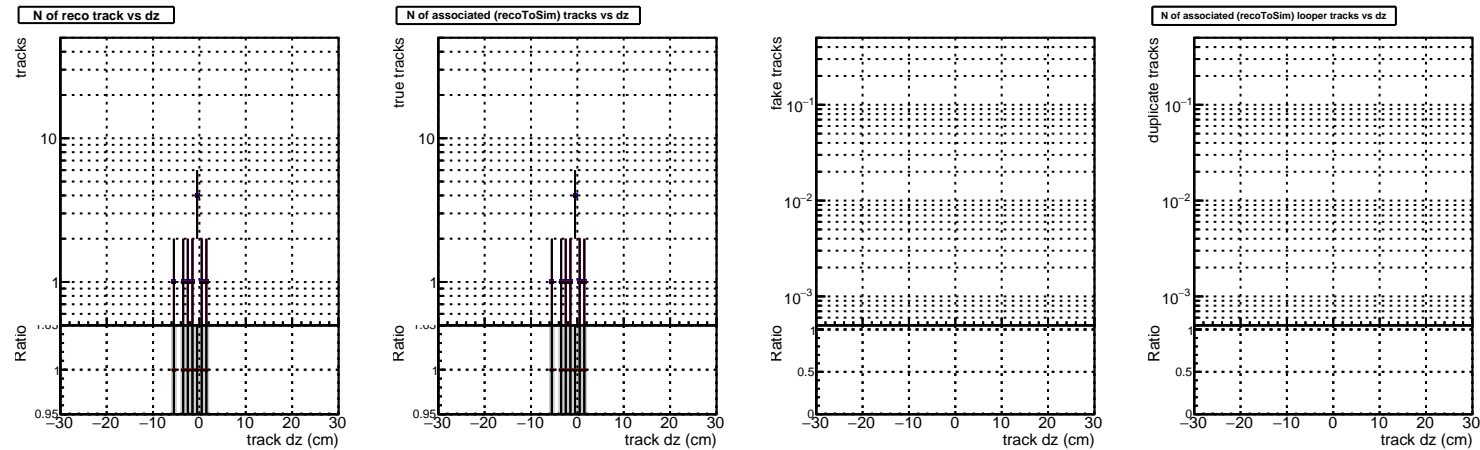 N of reco track vs dz
tracks
10
1
Ratio
1.05
1
0.95
−30 −20 −10 0 10 20 30
track dz (cm)
N of associated (recoToSim) tracks vs dz
true tracks
10
1
Ratio
1.05
1
0.95
−30 −20 −10 0 10 20 30
track dz (cm)
fake tracks
10−1
10−2
10−3
Ratio
1
0.5
0
−30 −20 −10 0 10 20 30
track dz (cm)
N of associated (recoToSim) looper tracks vs dz
duplicate tracks
10−1
10−2
10−3
Ratio
1
0.5
0
−30 −20 −10 0 10 20 30
track dz (cm)